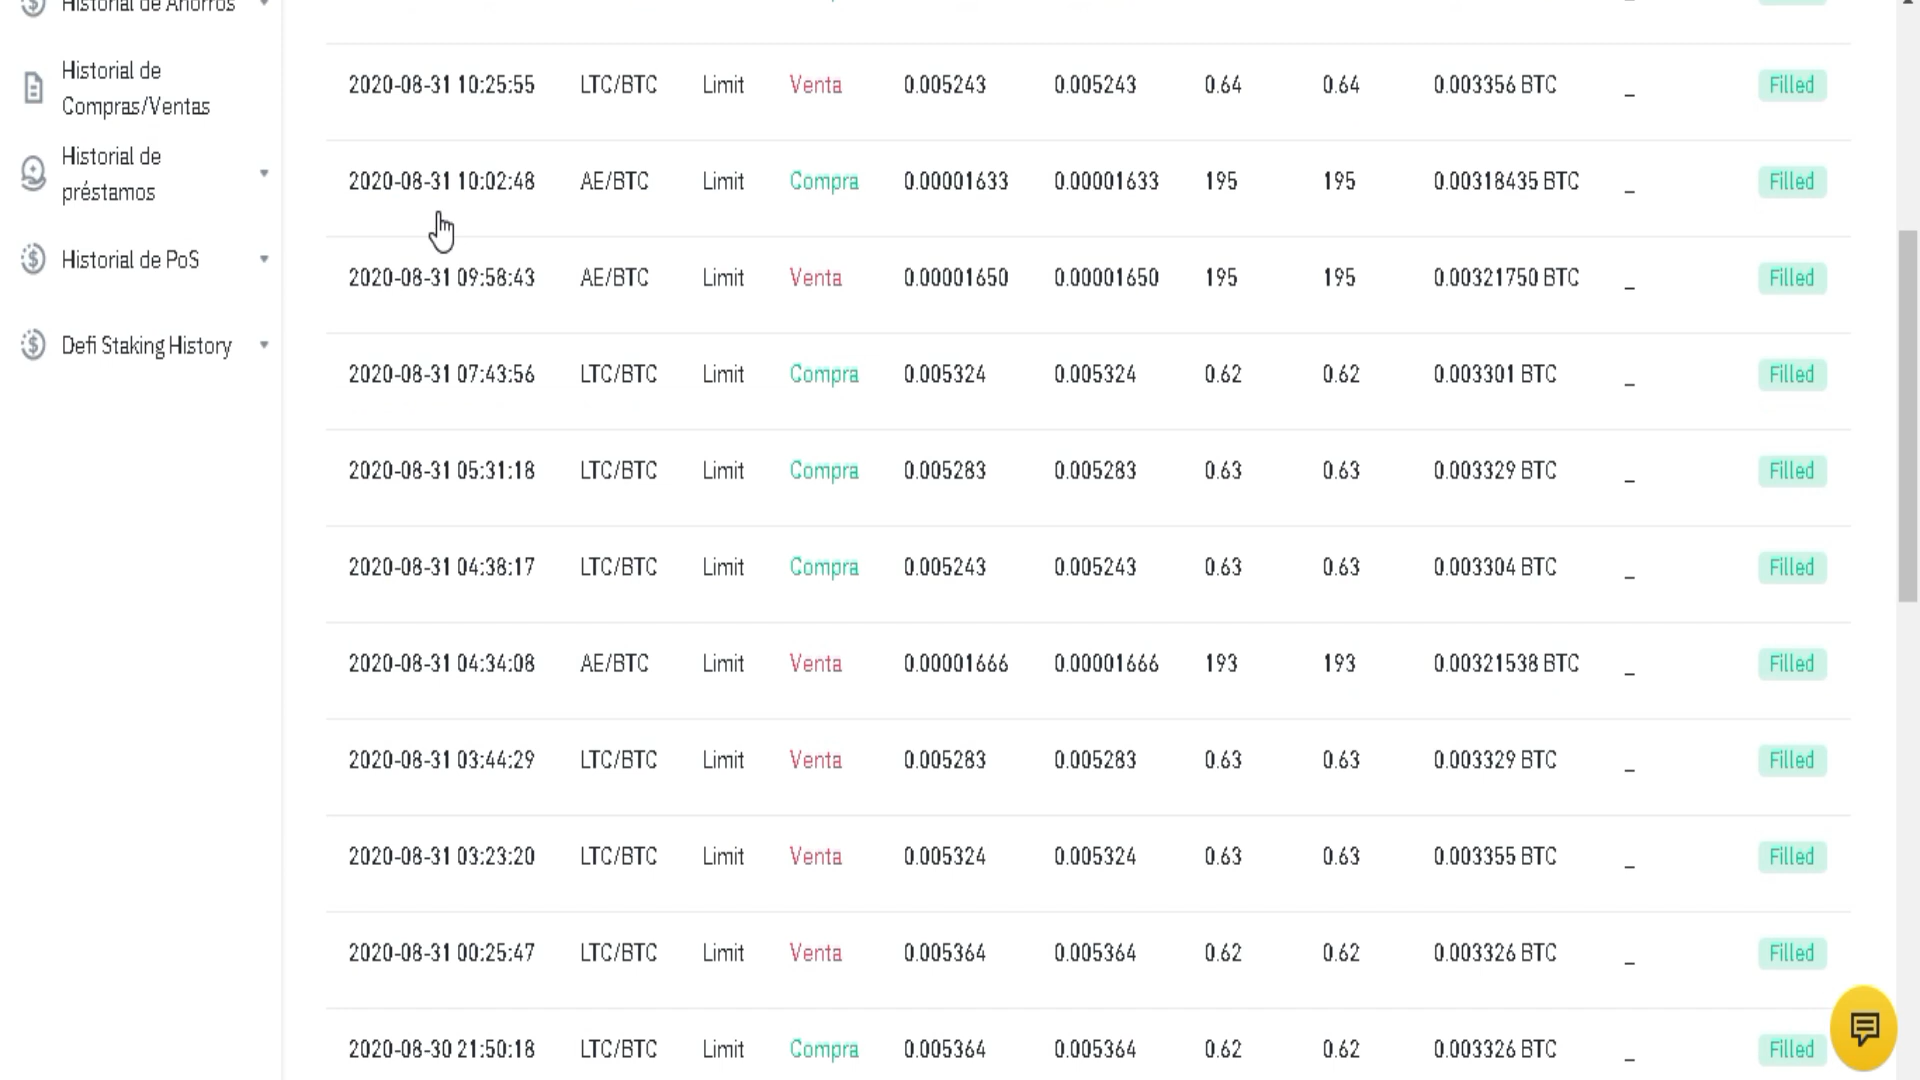 Historial de Ahorros
Historial de
Compras/Ventas
Historial de
préstamos
Historial de PoS
Defi Staking History
2020-08-31 10:25:55 LTC/BTC Limit Venta 0.005243 0.005243 0.64 0.64 0.003356 BTC _ Filled
2020-08-31 10:02:48 AE/BTC Limit Compra 0.00001633 0.00001633 195 195 0.00318435 BTC _ Filled
2020-08-31 09:58:43 AE/BTC Limit Venta 0.00001650 0.00001650 195 195 0.00321750 BTC _ Filled
2020-08-31 07:43:56 LTC/BTC Limit Compra 0.005324 0.005324 0.62 0.62 0.003301 BTC _ Filled
2020-08-31 05:31:18 LTC/BTC Limit Compra 0.005283 0.005283 0.63 0.63 0.003329 BTC _ Filled
2020-08-31 04:38:17 LTC/BTC Limit Compra 0.005243 0.005243 0.63 0.63 0.003304 BTC _ Filled
2020-08-31 04:34:08 AE/BTC Limit Venta 0.00001666 0.00001666 193 193 0.00321538 BTC _ Filled
2020-08-31 03:44:29 LTC/BTC Limit Venta 0.005283 0.005283 0.63 0.63 0.003329 BTC _ Filled
2020-08-31 03:23:20 LTC/BTC Limit Venta 0.005324 0.005324 0.63 0.63 0.003355 BTC _ Filled
2020-08-31 00:25:47 LTC/BTC Limit Venta 0.005364 0.005364 0.62 0.62 0.003326 BTC _ Filled
2020-08-30 21:50:18 LTC/BTC Limit Compra 0.005364 0.005364 0.62 0.62 0.003326 BTC _ Filled